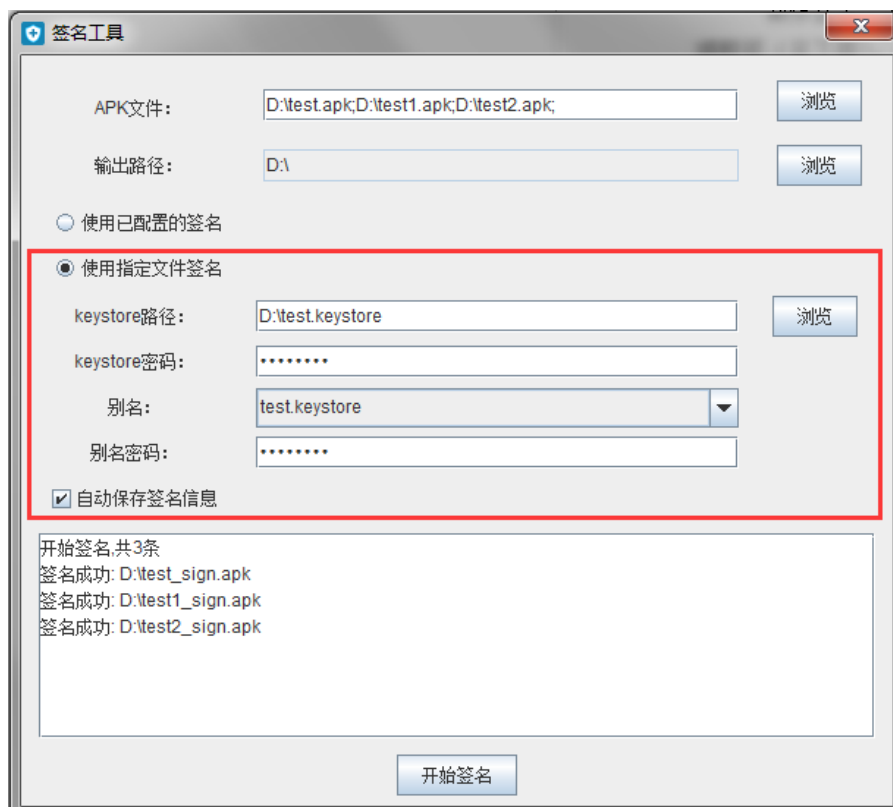 签名工具
APK文件： D:\test.apk;D:\test1.apk;D:\test2.apk; 浏览
输出路径： D:\ 浏览
使用已配置的签名
使用指定文件签名
keystore路径： D:\test.keystore 浏览
keystore密码： ••••••••
别名： test.keystore
别名密码： ••••••••
自动保存签名信息
开始签名,共3条
签名成功: D:\test_sign.apk
签名成功: D:\test1_sign.apk
签名成功: D:\test2_sign.apk
开始签名